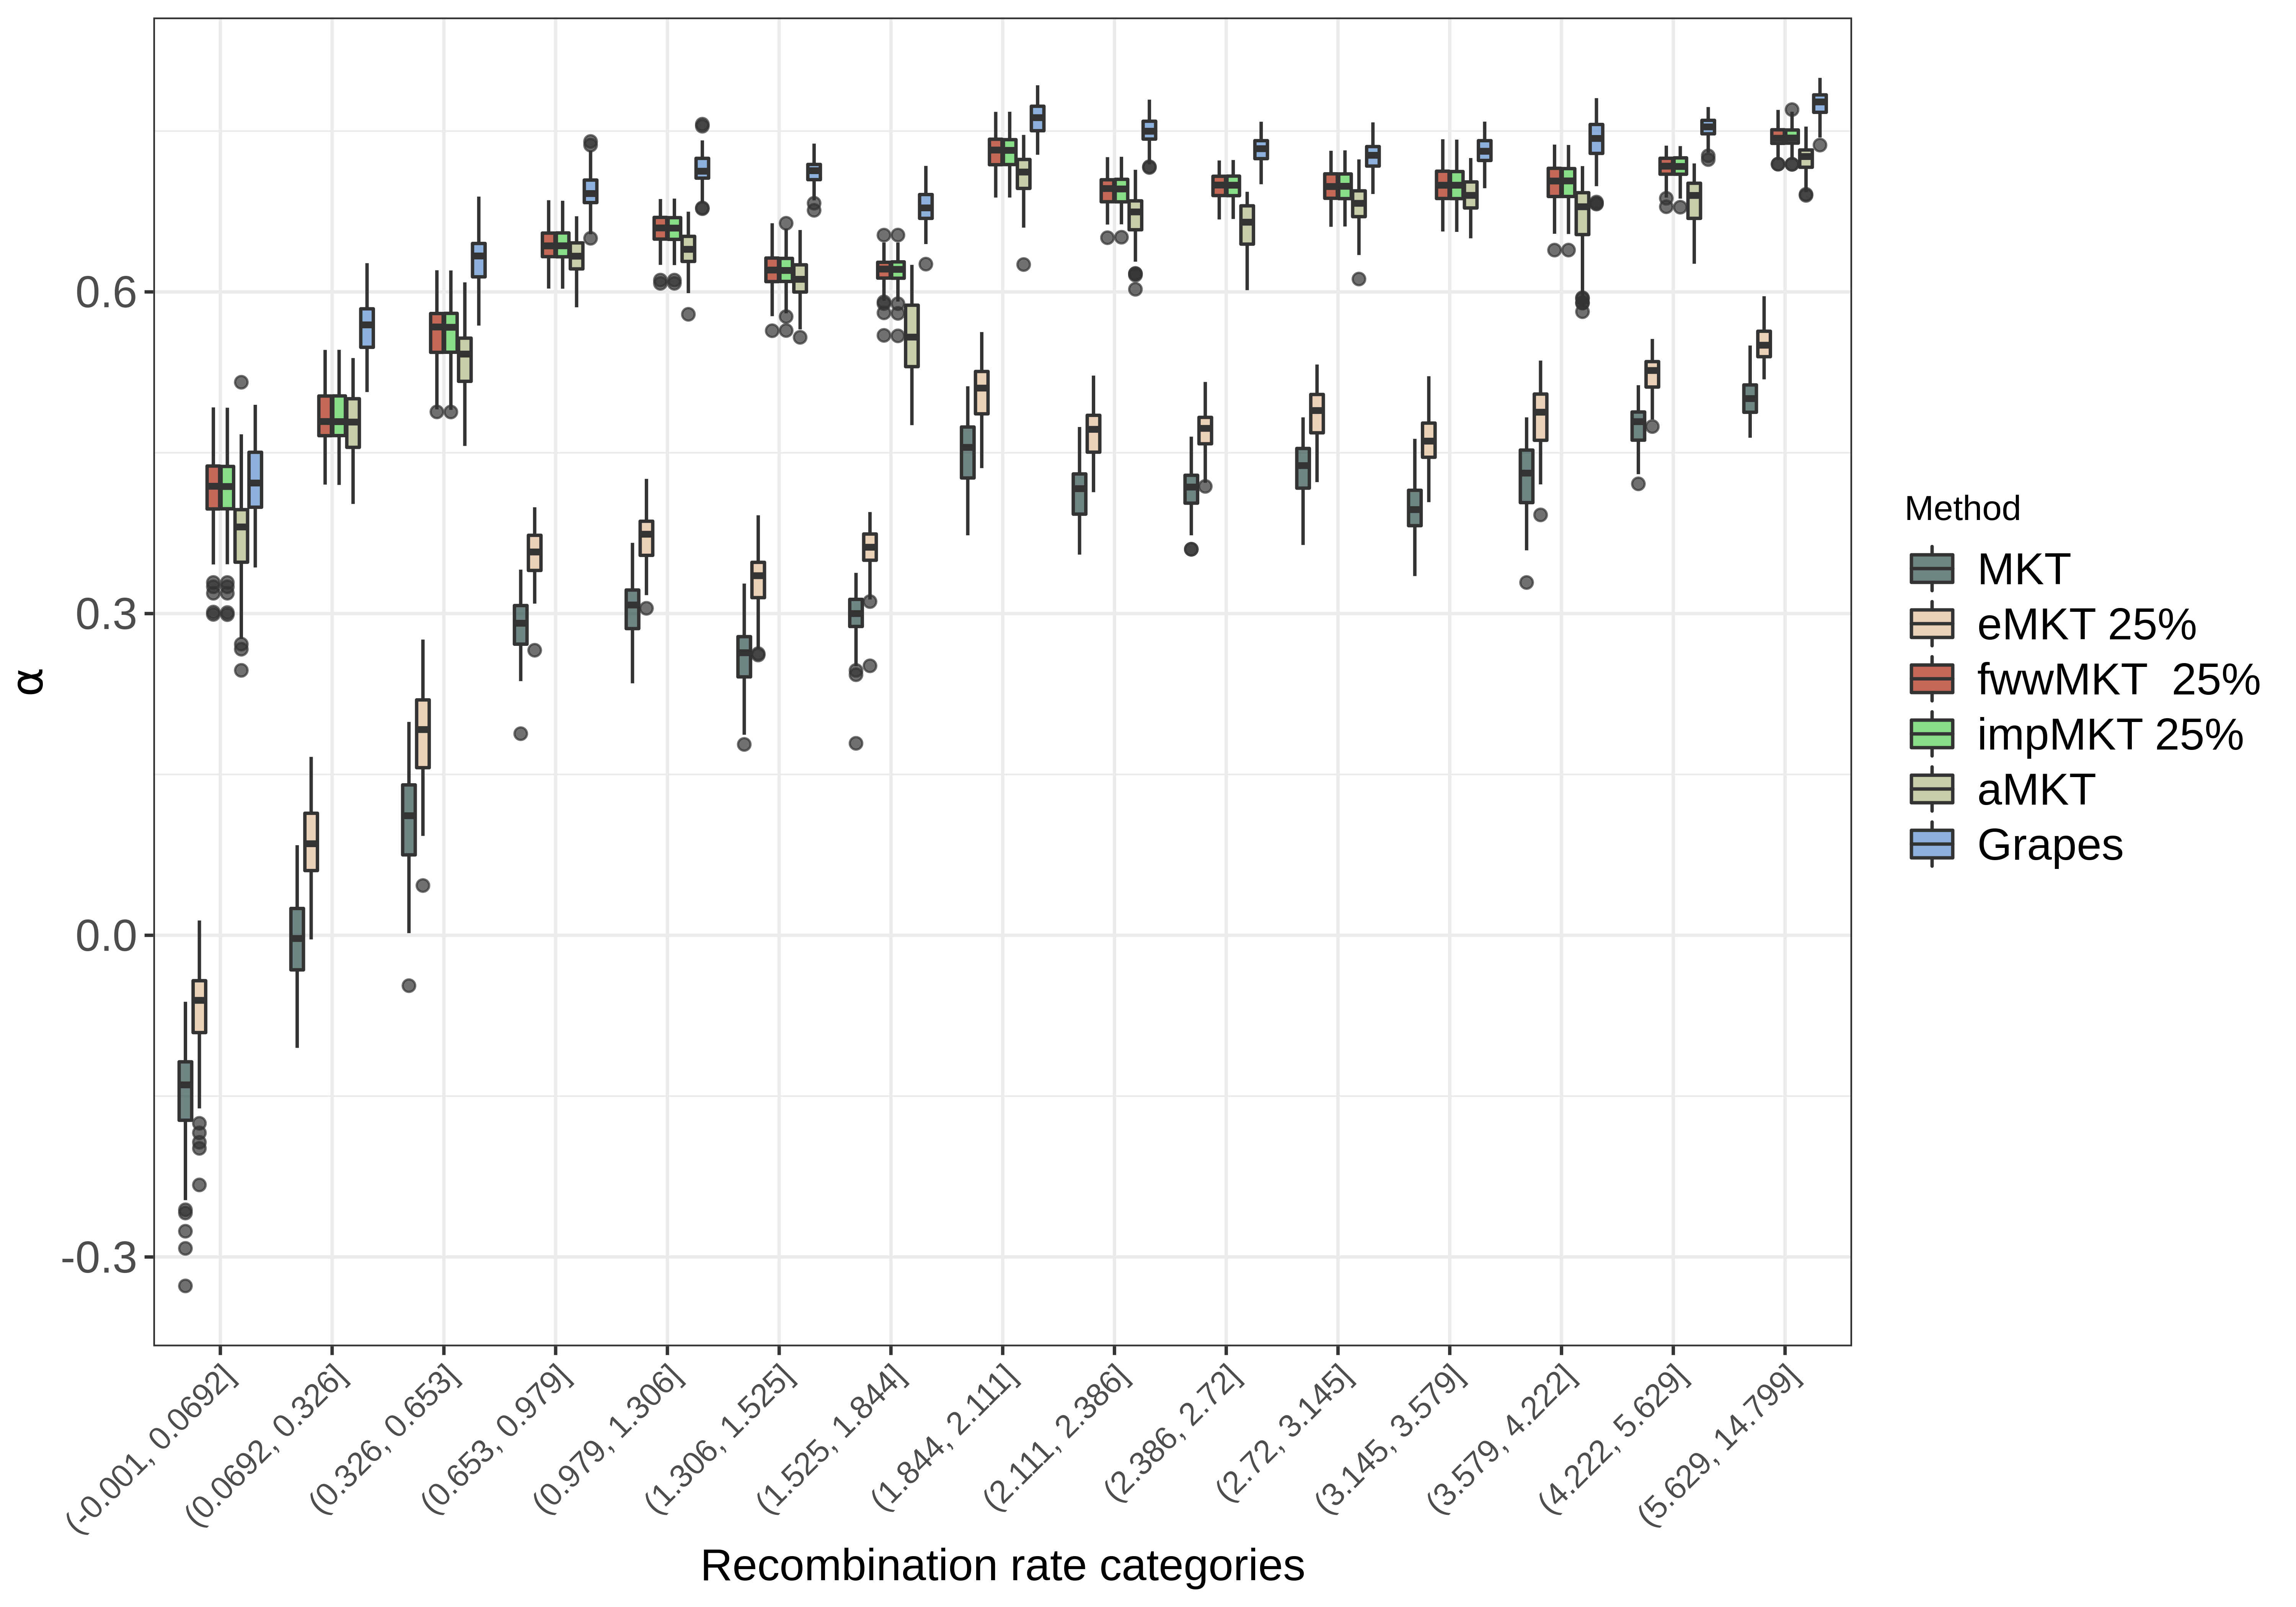 α
0.6
0.3
0.0
-0.3
(-0.001, 0.0692]
(0.0692, 0.326]
(0.326, 0.653]
(0.653, 0.979]
(0.979, 1.306]
(1.306, 1.525]
(1.525, 1.844]
(1.844, 2.111]
(2.111, 2.386]
(2.386, 2.72]
(2.72, 3.145]
(3.145, 3.579]
(3.579, 4.222]
(4.222, 5.629]
(5.629, 14.799]
Recombination rate categories
Method
MKT
eMKT 25%
fwwMKT  25%
impMKT 25%
aMKT
Grapes